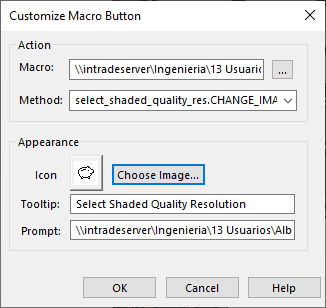 Customize Macro Button
Action
Macro: \\intradeserver\Ingenieria\13 Usuario ...
Method: select_shaded_quality_res.CHANGE_IMA
Appearance
Icon Choose Image...
Tooltip: Select Shaded Quality Resolution
Prompt: \\intradeserver\Ingenieria\13 Usuarios\Alb
OK Cancel Help